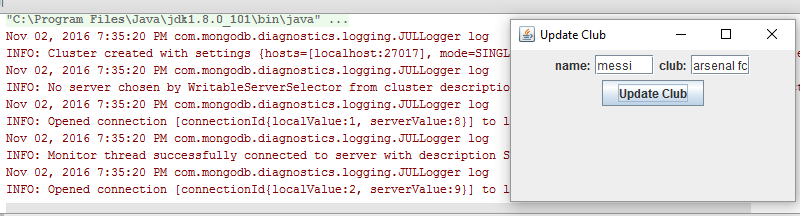 "C:\Program Files\Java\jdk1.8.0_101\bin\java" ...
Nov 02, 2016 7:35:20 PM com.mongodb.diagnostics.logging.JULLogger log
INFO: Cluster created with settings {hosts=[localhost:27017], mode=SINGL
Nov 02, 2016 7:35:20 PM com.mongodb.diagnostics.logging.JULLogger log
INFO: No server chosen by WritableServerSelector from cluster descriptio
Nov 02, 2016 7:35:20 PM com.mongodb.diagnostics.logging.JULLogger log
INFO: Opened connection [connectionId{localValue:1, serverValue:8}] to l
Nov 02, 2016 7:35:20 PM com.mongodb.diagnostics.logging.JULLogger log
INFO: Monitor thread successfully connected to server with description S
Nov 02, 2016 7:35:20 PM com.mongodb.diagnostics.logging.JULLogger log
INFO: Opened connection [connectionId{localValue:2, serverValue:9}] to l
Update Club
name: messi club: arsenal fc
Update Club